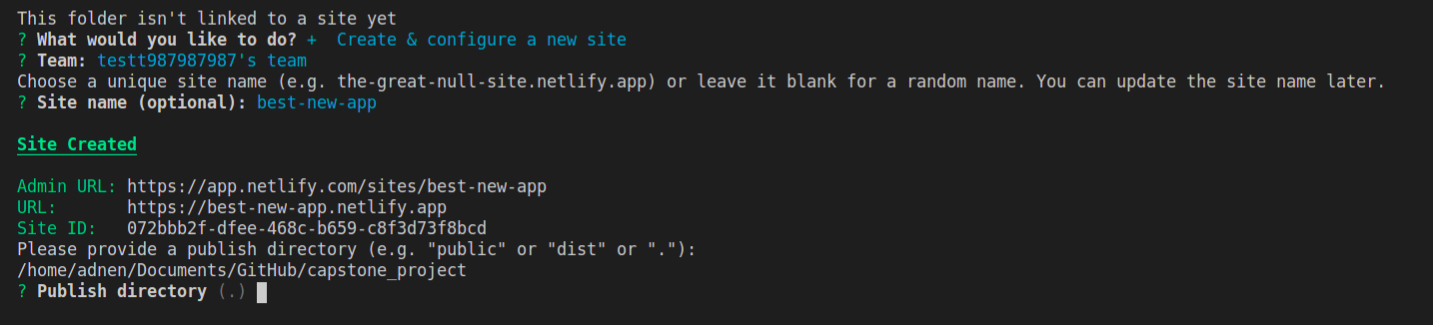 This folder isn't linked to a site yet
? What would you like to do? + Create & configure a new site
? Team: testt987987987's team
Choose a unique site name (e.g. the-great-null-site.netlify.app) or leave it blank for a random name. You can update the site name later.
? Site name (optional): best-new-app
Site Created
Admin URL: https://app.netlify.com/sites/best-new-app
URL: https://best-new-app.netlify.app
Site ID: 072bbb2f-dfee-468c-b659-c8f3d73f8bcd
Please provide a publish directory (e.g. "public" or "dist" or "."):
/home/adnen/Documents/GitHub/capstone_project
? Publish directory (.)